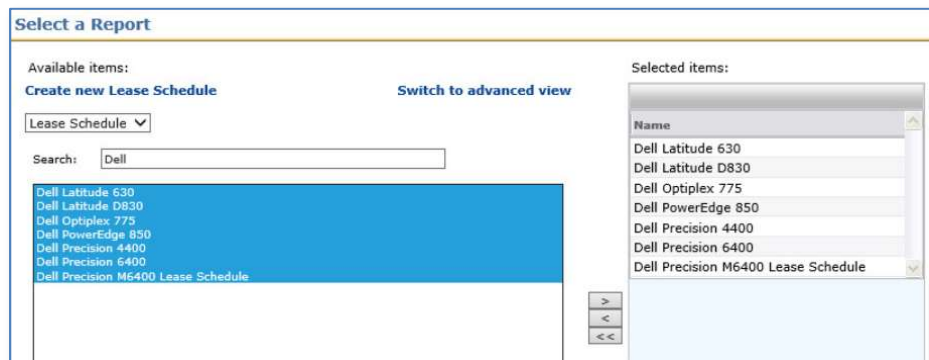 Select a Report
Available items:
Create new Lease Schedule
Switch to advanced view
Lease Schedule
Search: Dell
Dell Latitude 630
Dell Latitude D830
Dell Optiplex 775
Dell PowerEdge 850
Dell Precision 4400
Dell Precision 6400
Dell Precision M6400 Lease Schedule
>
<
<<
Selected items:
Name
Dell Latitude 630
Dell Latitude D830
Dell Optiplex 775
Dell PowerEdge 850
Dell Precision 4400
Dell Precision 6400
Dell Precision M6400 Lease Schedule